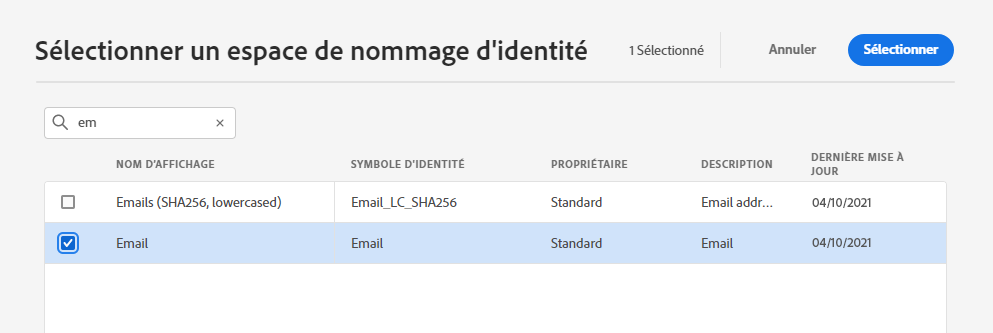 Sélectionner un espace de nommage d'identité 1 Sélectionné Annuler Sélectionner
em
NOM D'AFFICHAGE SYMBOLE D'IDENTITÉ PROPRIÉTAIRE DESCRIPTION DERNIÈRE MISE À
JOUR
Emails (SHA256, lowercased) Email_LC_SHA256 Standard Email addr... 04/10/2021
Email Email Standard Email 04/10/2021